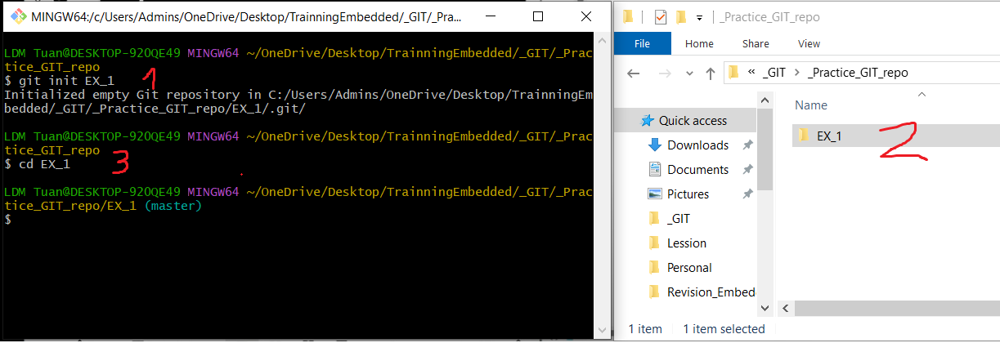 MINGW64:/c/Users/Admins/OneDrive/Desktop/TrainningEmbedded/_GIT/_Pra...
LDM Tuan@DESKTOP-92OQE49 MINGW64 ~/OneDrive/Desktop/TrainningEmbedded/_GIT/_Prac
tice_GIT_repo
$ git init EX_1
1
Initialized empty Git repository in C:/Users/Admins/OneDrive/Desktop/TrainningEm
bedded/_GIT/_Practice_GIT_repo/EX_1/.git/
LDM Tuan@DESKTOP-92OQE49 MINGW64 ~/OneDrive/Desktop/TrainningEmbedded/_GIT/_Prac
tice_GIT_repo
$ cd EX_1
3
LDM Tuan@DESKTOP-92OQE49 MINGW64 ~/OneDrive/Desktop/TrainningEmbedded/_GIT/_Prac
tice_GIT_repo/EX_1 (master)
$
_Practice_GIT_repo
File Home Share View
« _GIT > _Practice_GIT_repo
Quick access
Downloads
Documents
Pictures
_GIT
Lession
Personal
Revision_Embed
Name
EX_1
2
1 item 1 item selected